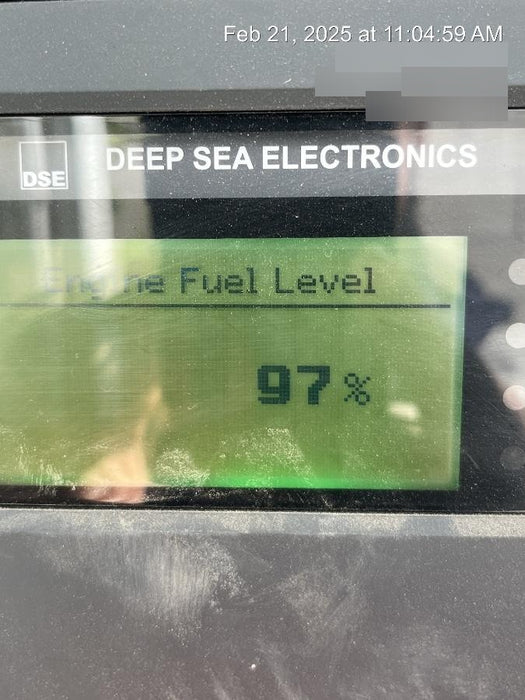 Feb 21, 2025 at 11:04:59 AM
DSE
DEEP SEA ELECTRONICS
Engine Fuel Level
97 %